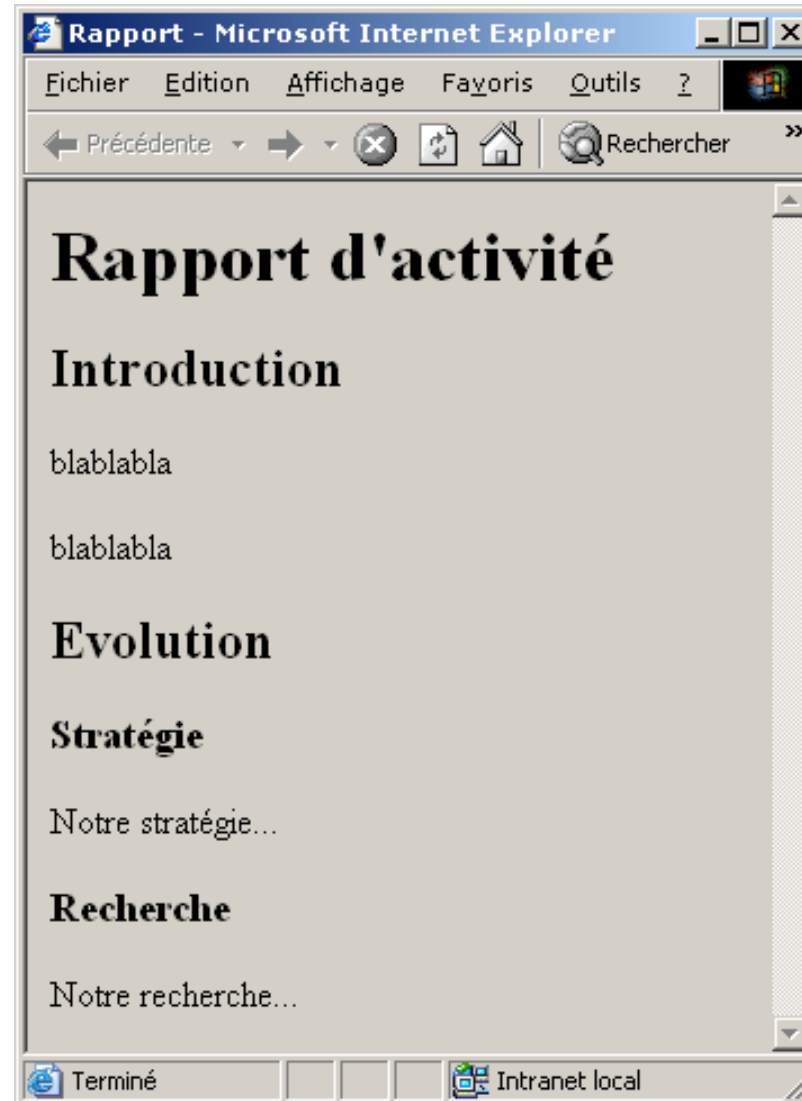 Rapport - Microsoft Internet Explorer
Fichier Edition Affichage Favoris Outils ?
Précédente Rechercher »
Rapport d'activité
Introduction
blablabla
blablabla
Evolution
Stratégie
Notre stratégie...
Recherche
Notre recherche...
Terminé Intranet local